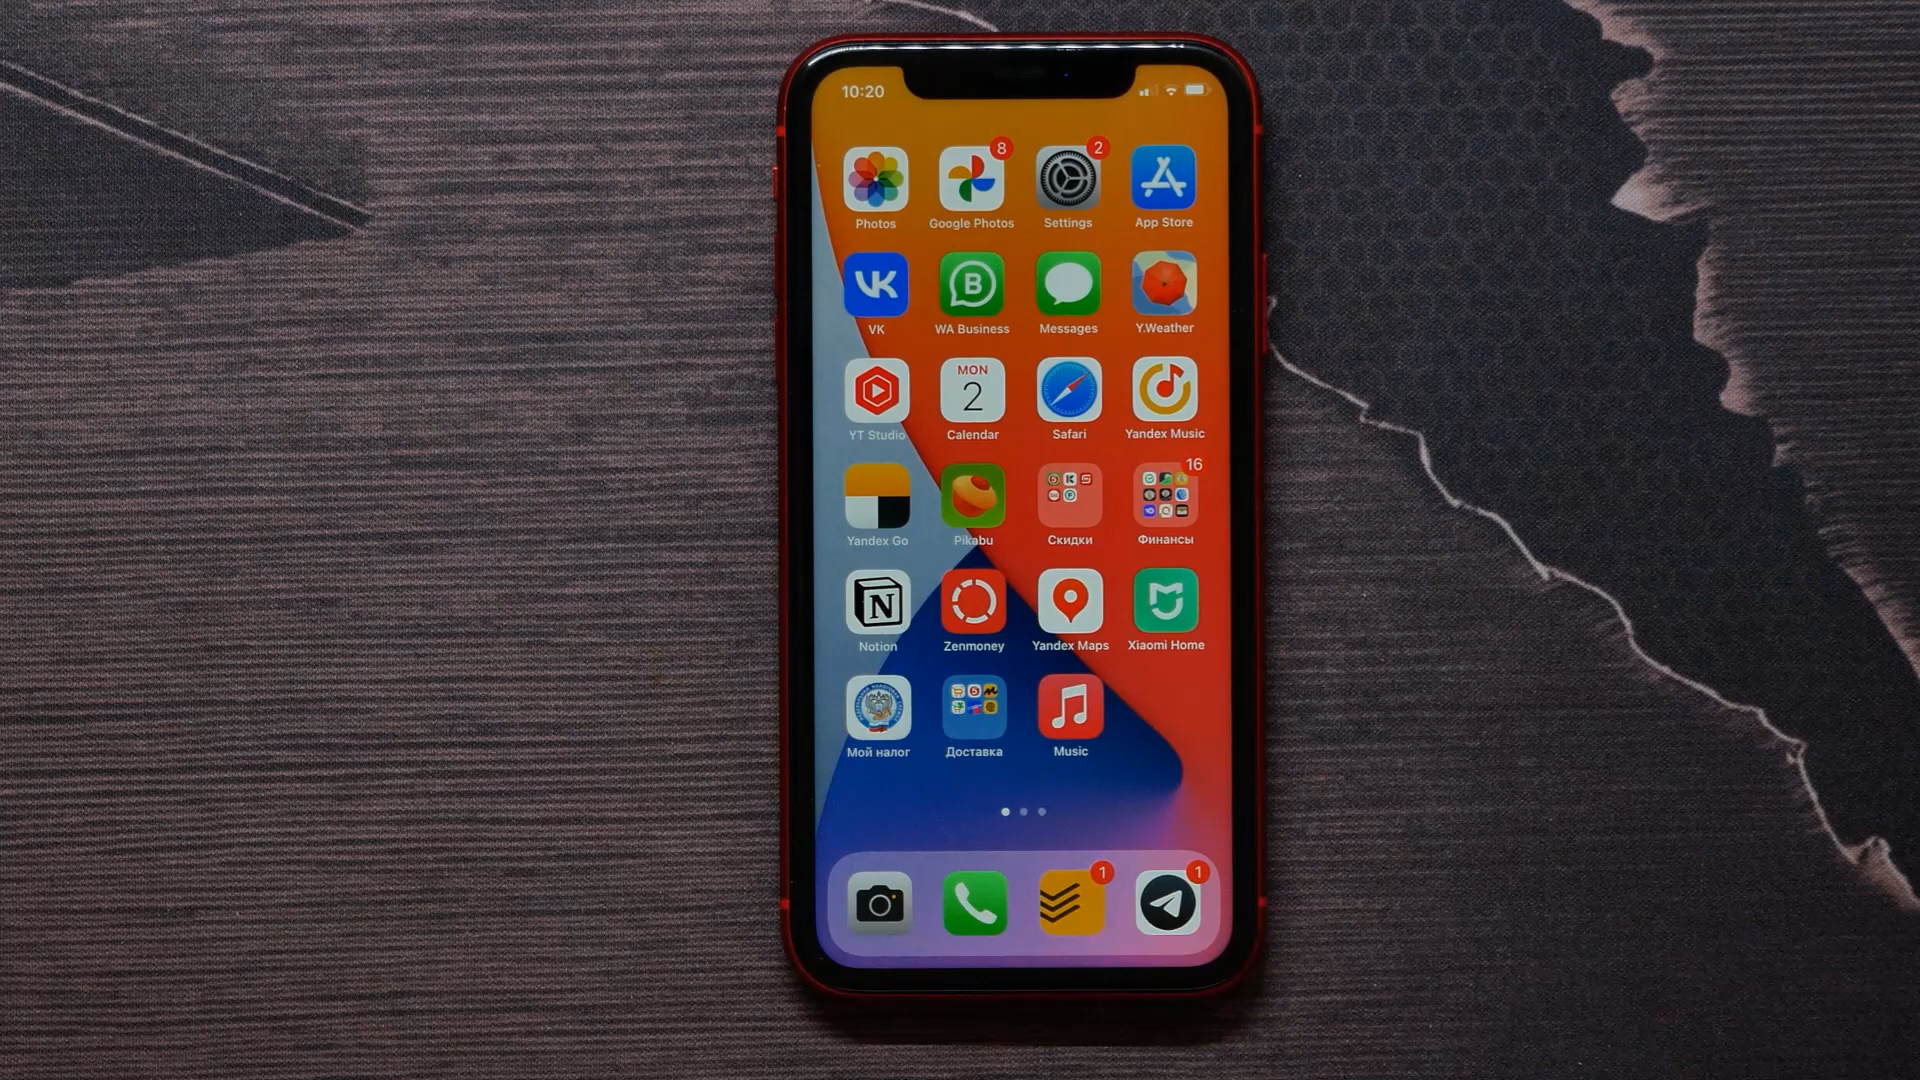 10:20
8
2
Photos
Google Photos
Settings
App Store
VK
B
VK
WA Business
Messages
Y.Weather
MON
2
YT Studio
Calendar
Safari
Yandex Music
16
Yandex Go
Pikabu
Скидки
Финансы
N
Notion
Zenmoney
Yandex Maps
Xiaomi Home
5
Мой налог
Доставка
Music
1
1